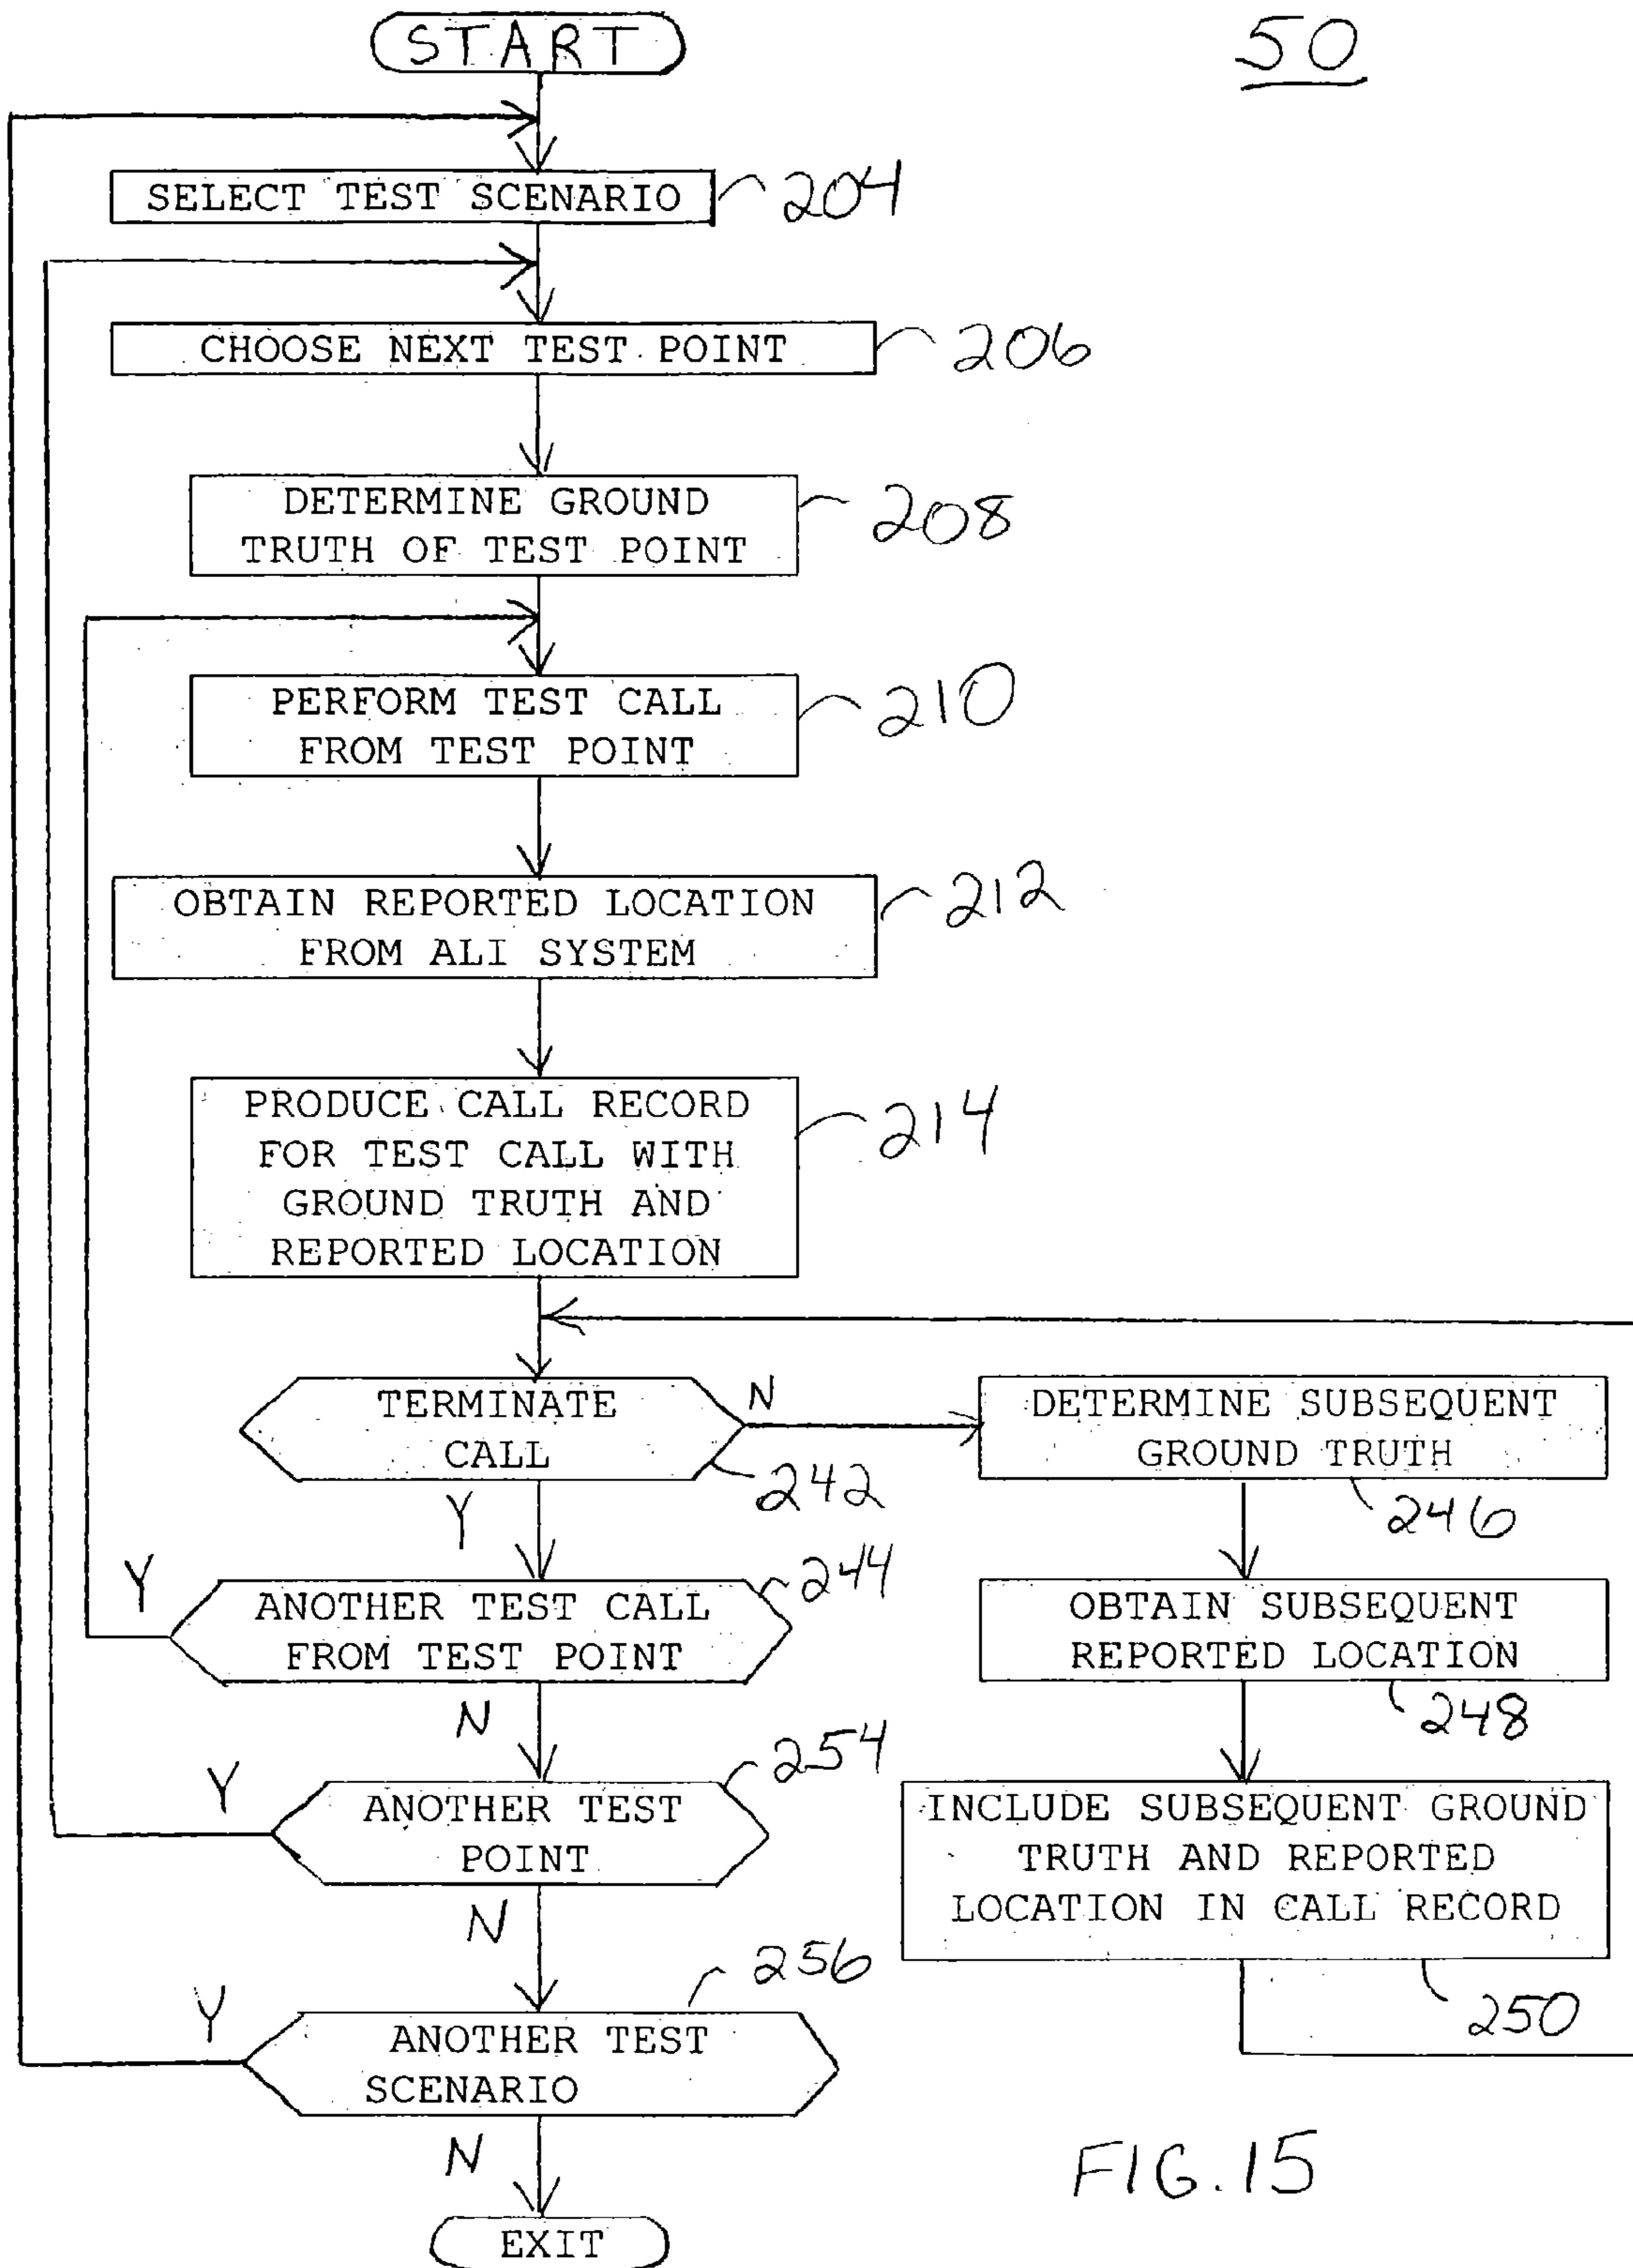 START
50
SELECT TEST SCENARIO
204
CHOOSE NEXT TEST POINT
206
DETERMINE GROUND
TRUTH OF TEST POINT
208
PERFORM TEST CALL
FROM TEST POINT
210
OBTAIN REPORTED LOCATION
FROM ALI SYSTEM
212
PRODUCE CALL RECORD
FOR TEST CALL WITH
GROUND TRUTH AND
REPORTED LOCATION
214
TERMINATE
CALL
N
242
Y
DETERMINE SUBSEQUENT
GROUND TRUTH
246
Y
ANOTHER TEST CALL
FROM TEST POINT
244
N
OBTAIN SUBSEQUENT
REPORTED LOCATION
248
Y
ANOTHER TEST
POINT
254
N
INCLUDE SUBSEQUENT GROUND
TRUTH AND REPORTED
LOCATION IN CALL RECORD
250
Y
ANOTHER TEST
SCENARIO
256
N
EXIT
FIG.15